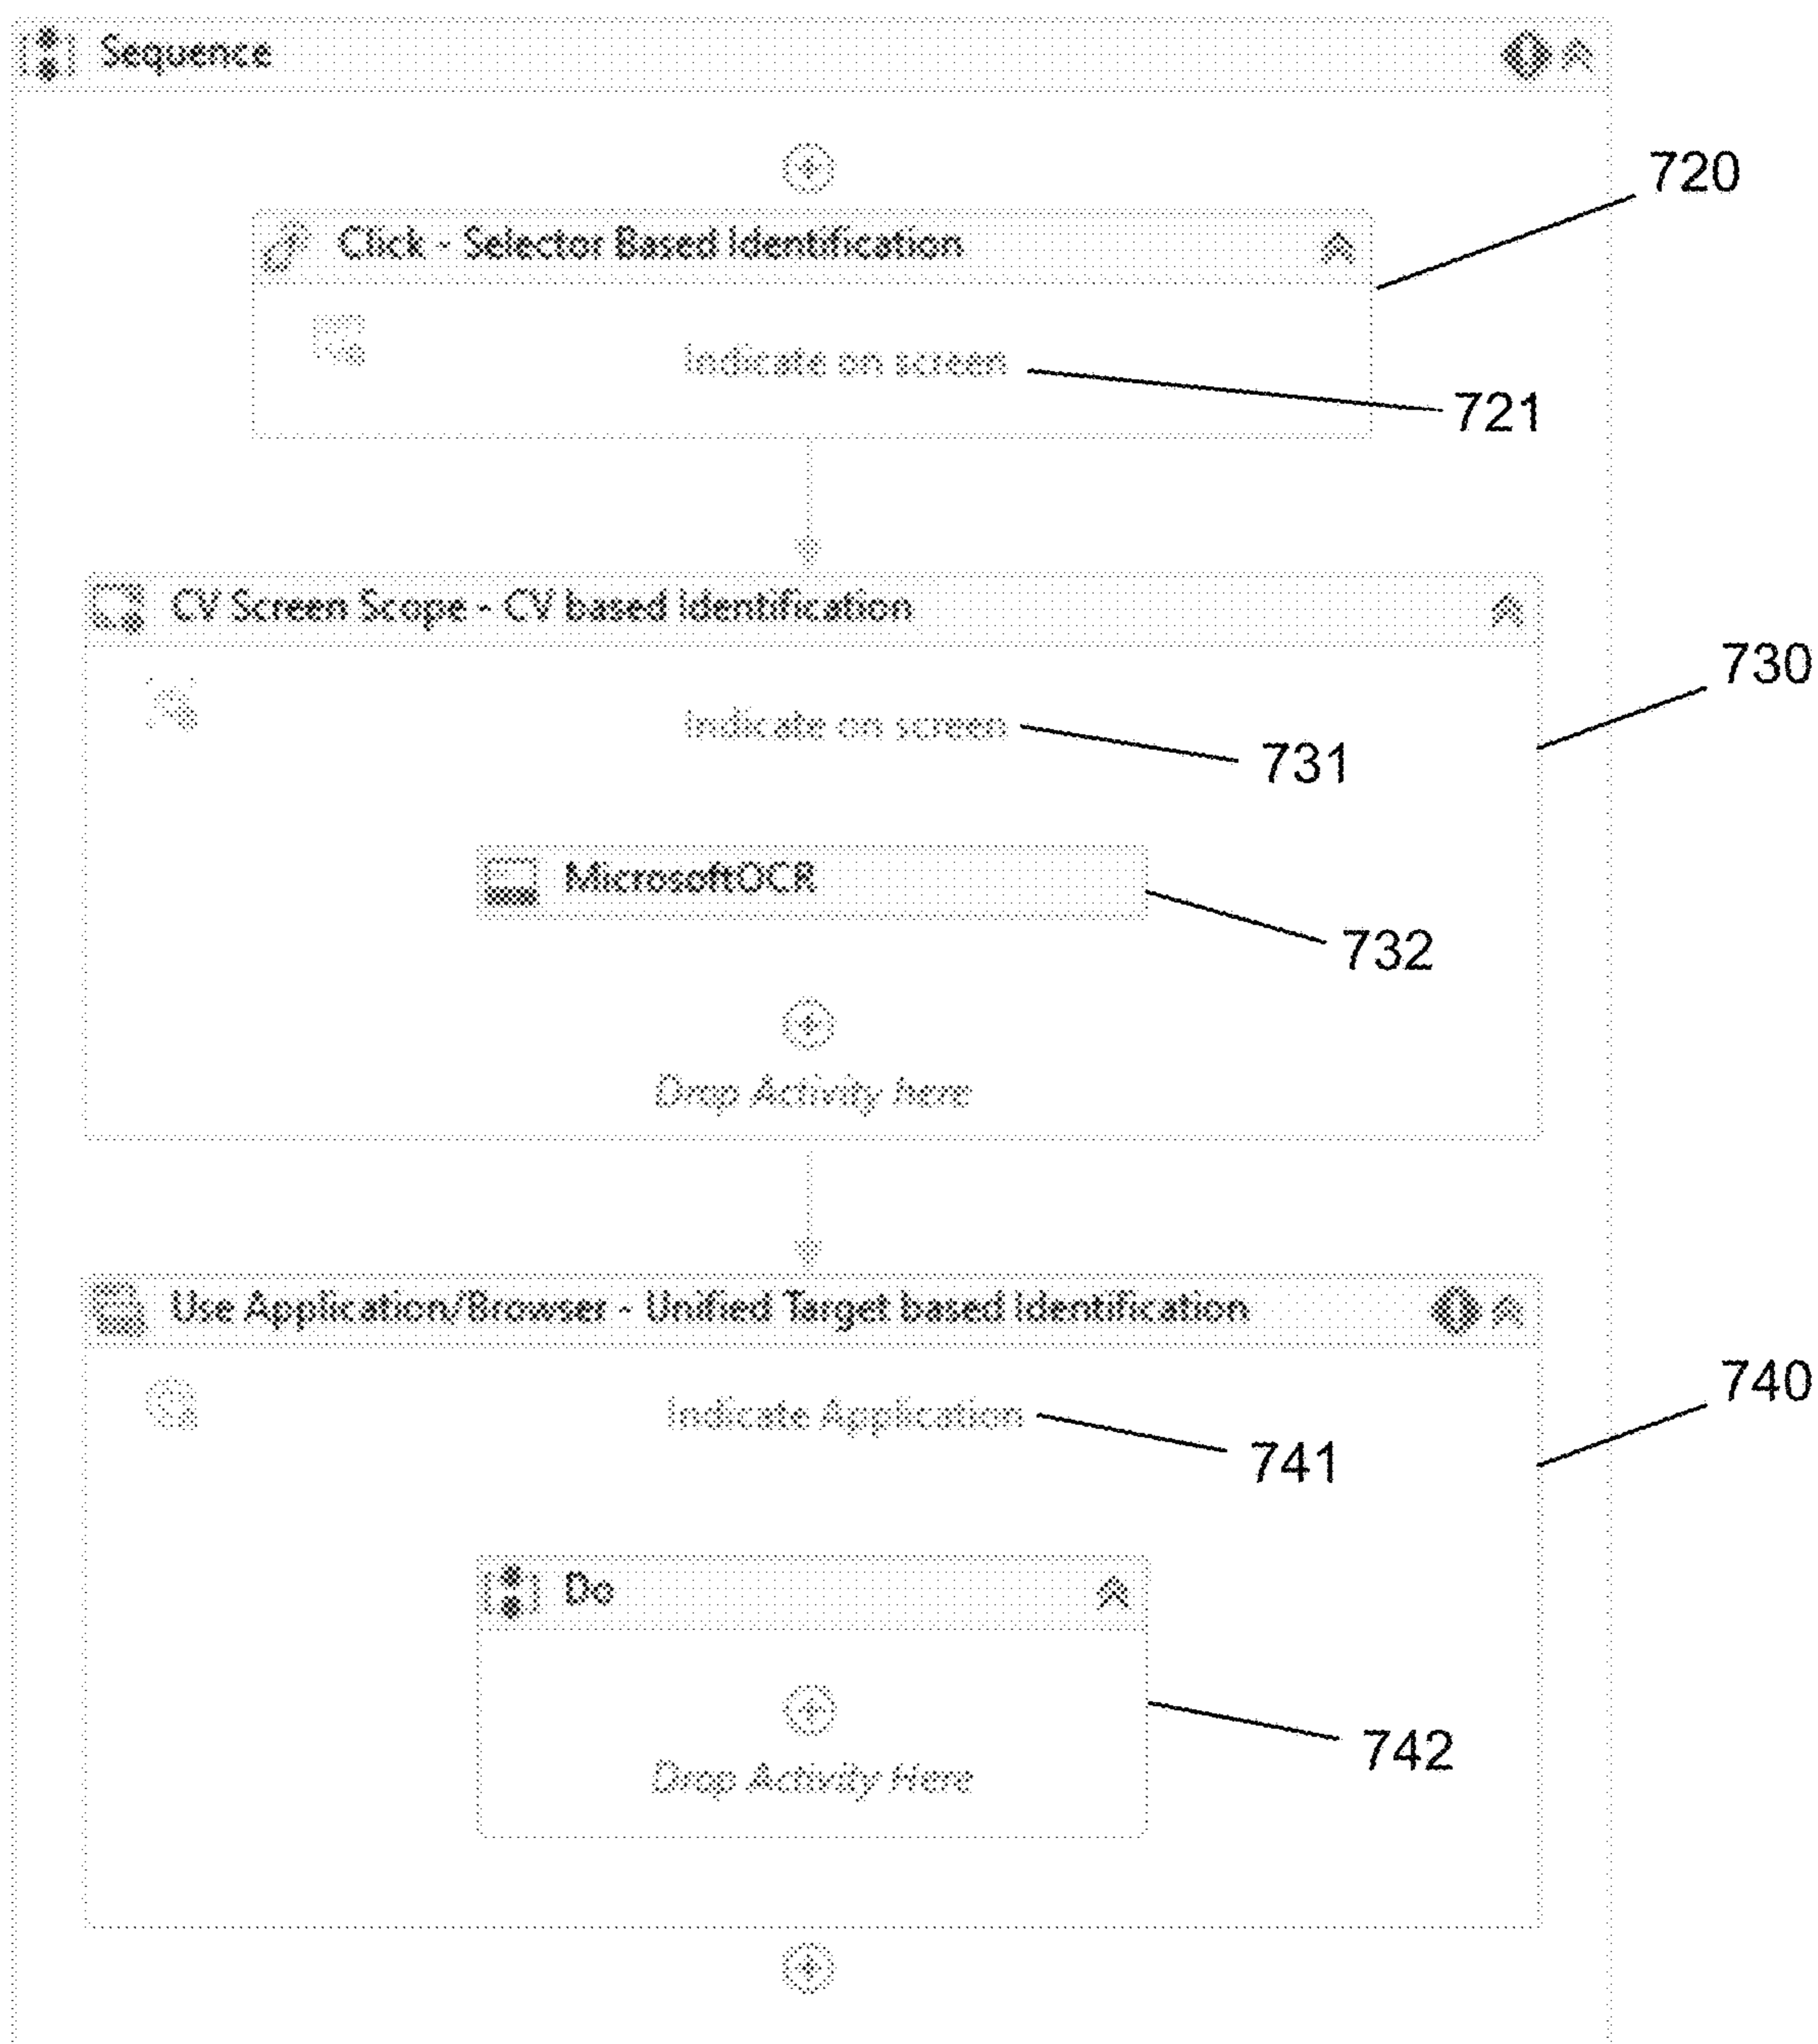 Sequence
720
Click - Selector Based Identification
Indicate on screen
721
CV Screen Scope - CV based Identification
730
Indicate on screen
731
MicrosoftOCR
732
Drop Activity here
Use Application/Browser - Unified Target based Identification
740
Indicate Application
741
Do
742
Drop Activity Here